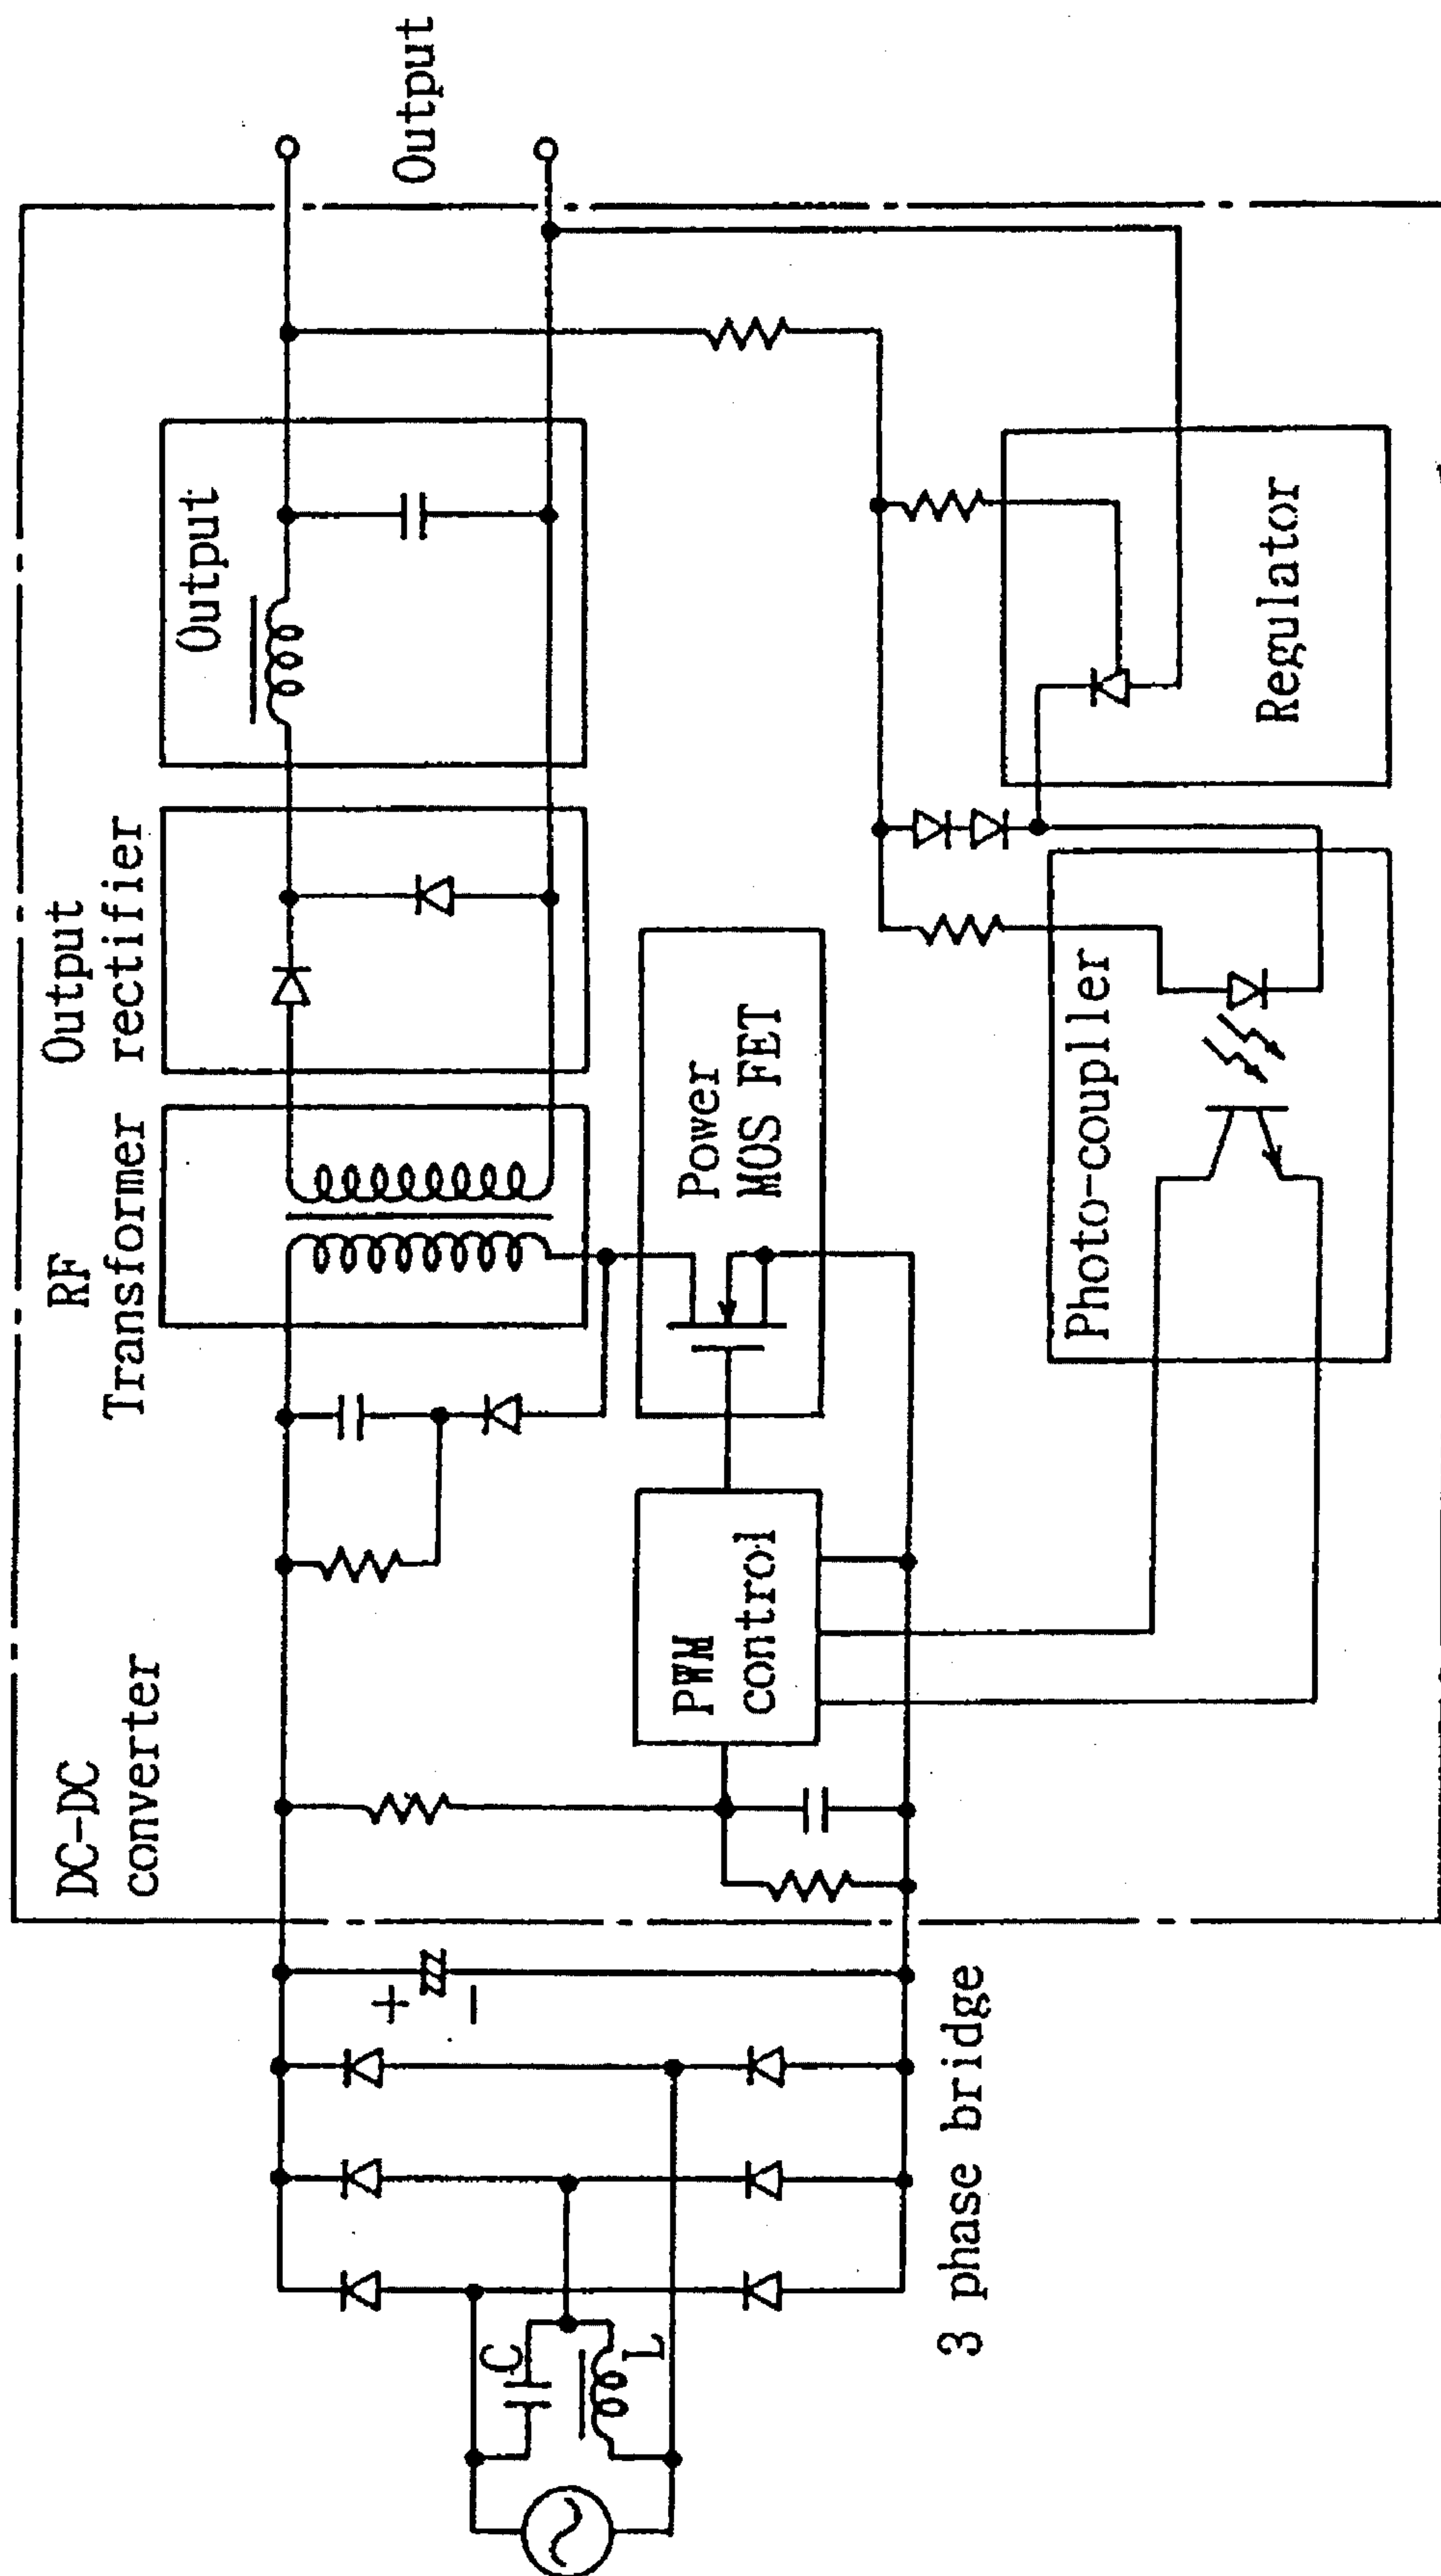 DC-DC
converter
RF
Transformer
Output
rectifier
Output
Output
Power
MOS FET
PWM
control
+
-
C
L
3 phase bridge
Photo-coupller
Regulator